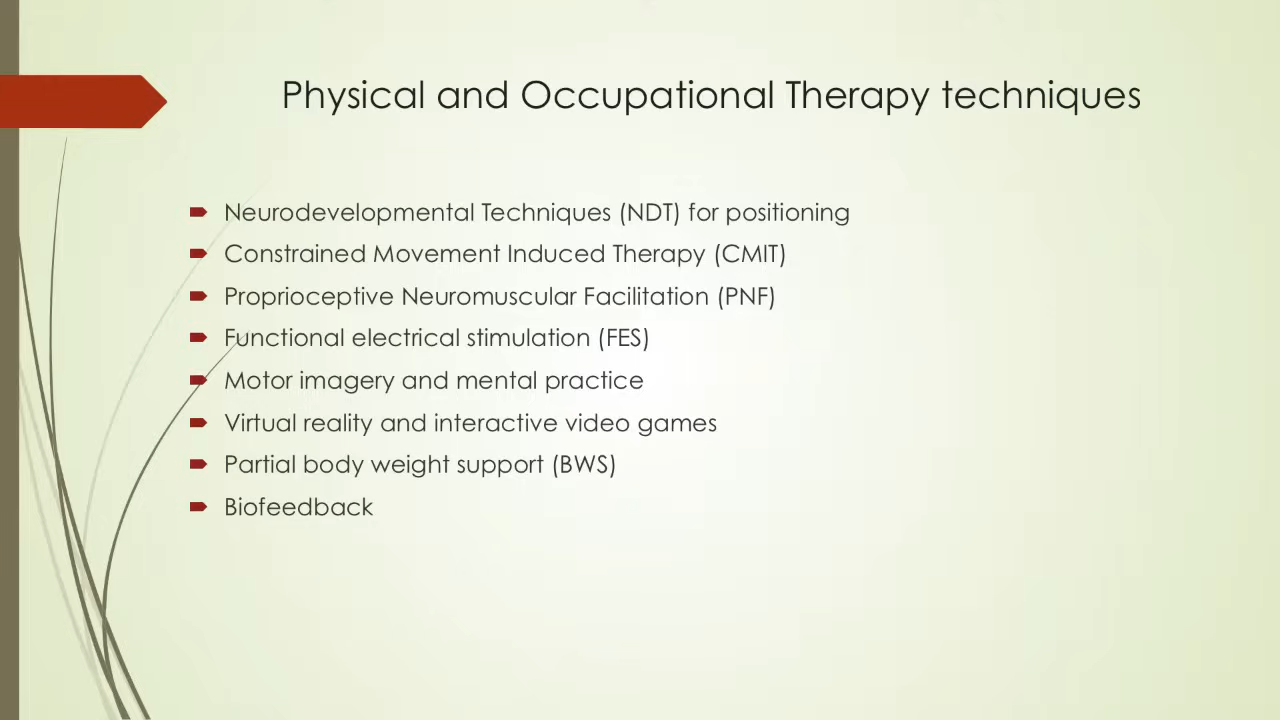 Physical and Occupational Therapy techniques
Neurodevelopmental Techniques (NDT) for positioning
Constrained Movement Induced Therapy (CMIT)
Proprioceptive Neuromuscular Facilitation (PNF)
Functional electrical stimulation (FES)
Motor imagery and mental practice
Virtual reality and interactive video games
Partial body weight support (BWS)
Biofeedback